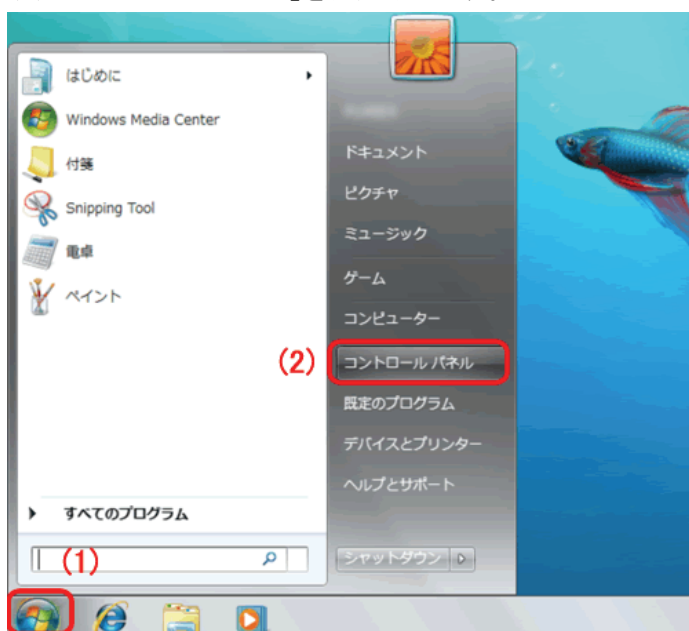 はじめに
Windows Media Center
付箋
Snipping Tool
電卓
ペイント
すべてのプログラム
(1)
ドキュメント
ピクチャ
ミュージック
ゲーム
コンピューター
(2)
コントロール パネル
既定のプログラム
デバイスとプリンター
ヘルプとサポート
シャットダウン